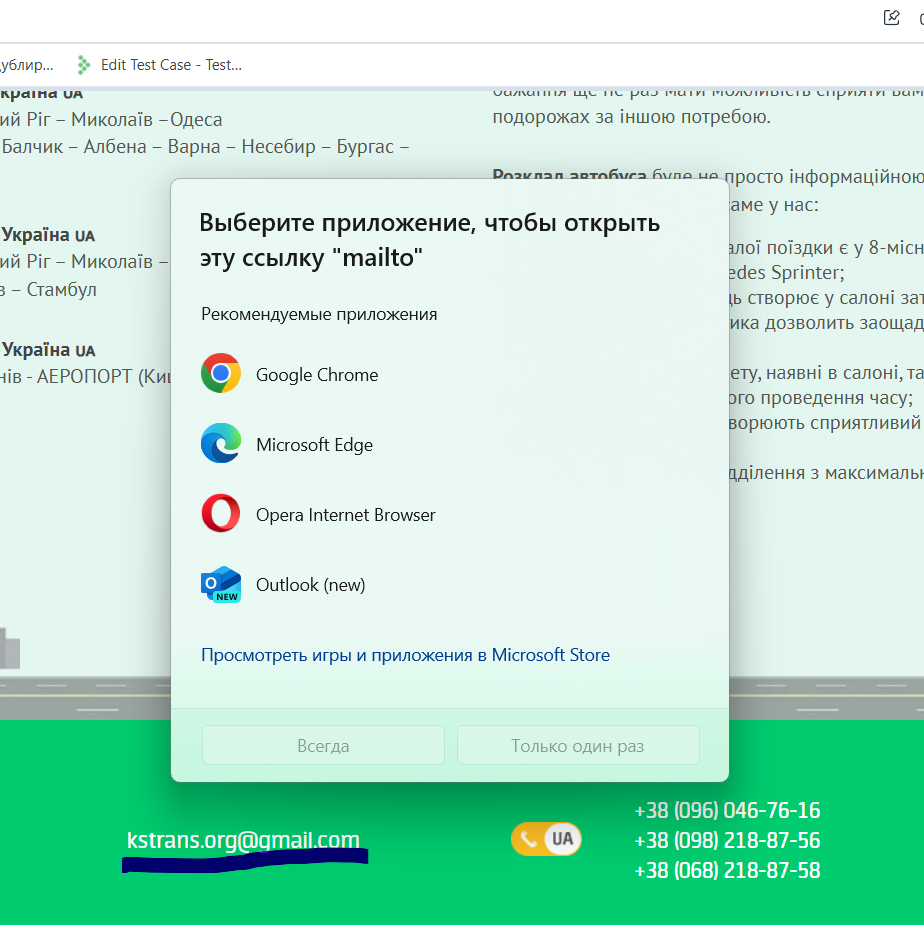 Edit Test Case - Test...
країна UA
ий Ріг – Миколаїв –Одеса
Балчик – Албена – Варна – Несебир – Бургас –
бажання ще не раз мати можливість сприяти вам
подорожах за іншою потребою.
Розклад автобуса буде не просто інформаційною
саме у нас:
Україна UA
ий Ріг – Миколаїв –
в – Стамбул
Україна UA
нів - АЕРОПОРТ (Ки
алої поїздки є у 8-місн
edes Sprinter;
дь створює у салоні за
ика дозволить заощад
ету, наявні в салоні, та
ого проведення часу;
ворюють сприятливий
дділення з максималь
Выберите приложение, чтобы открыть
эту ссылку "mailto"
Рекомендуемые приложения
Google Chrome
Microsoft Edge
Opera Internet Browser
Outlook (new)
NEW
Просмотреть игры и приложения в Microsoft Store
Всегда
Только один раз
kstrans.org@gmail.com
UA
+38 (096) 046-76-16
+38 (098) 218-87-56
+38 (068) 218-87-58